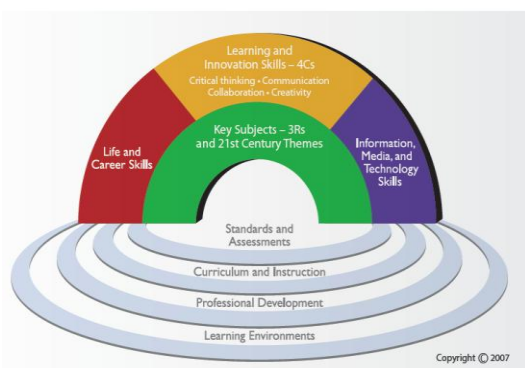 Learning and
Innovation Skills – 4Cs
Critical thinking • Communication
Collaboration • Creativity
Key Subjects – 3Rs
and 21st Century Themes
Life and
Career Skills
Information,
Media, and
Technology
Skills
Standards and
Assessments
Curriculum and Instruction
Professional Development
Learning Environments
Copyright © 2007